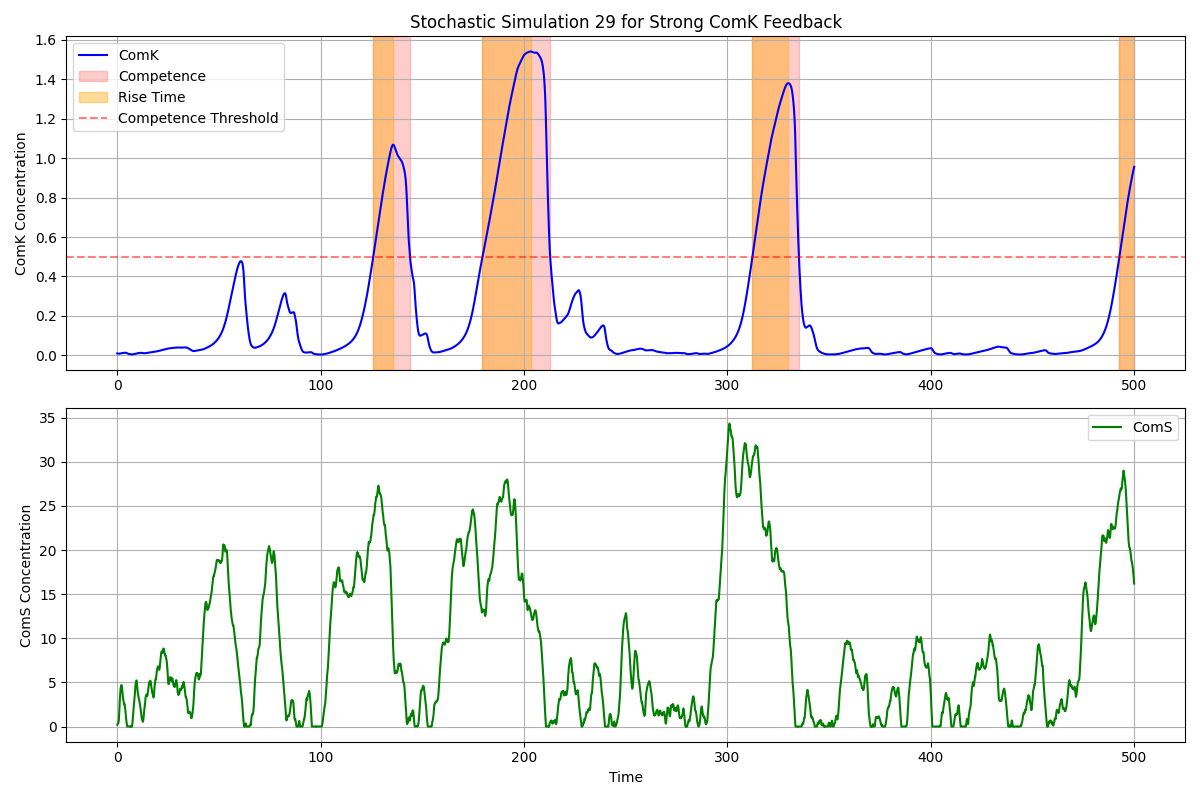 Stochastic Simulation 29 for Strong ComK Feedback
ComK Concentration
1.6
1.4
1.2
1.0
0.8
0.6
0.4
0.2
0.0
ComK
Competence
Rise Time
Competence Threshold
0 100 200 300 400 500
ComS Concentration
35
30
25
20
15
10
5
0
ComS
0 100 200 300 400 500
Time